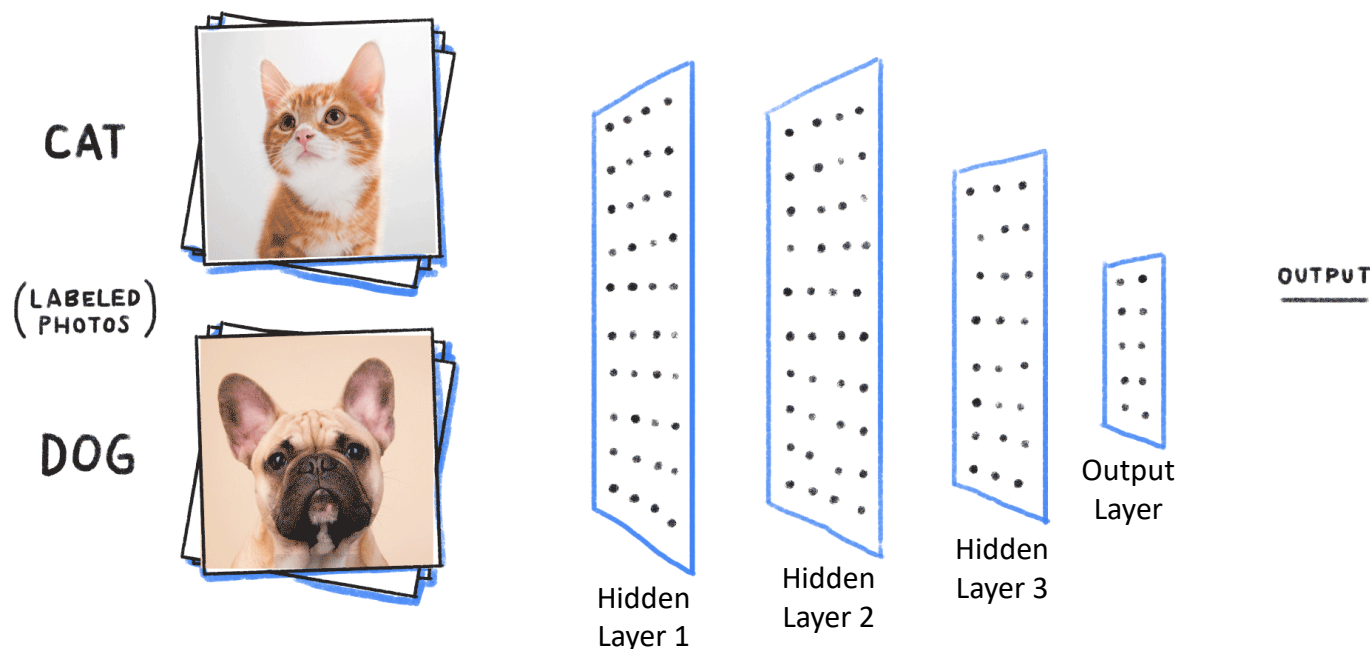 CAT
(LABELED
PHOTOS)
DOG
Hidden
Layer 1
Hidden
Layer 2
Hidden
Layer 3
Output
Layer
OUTPUT